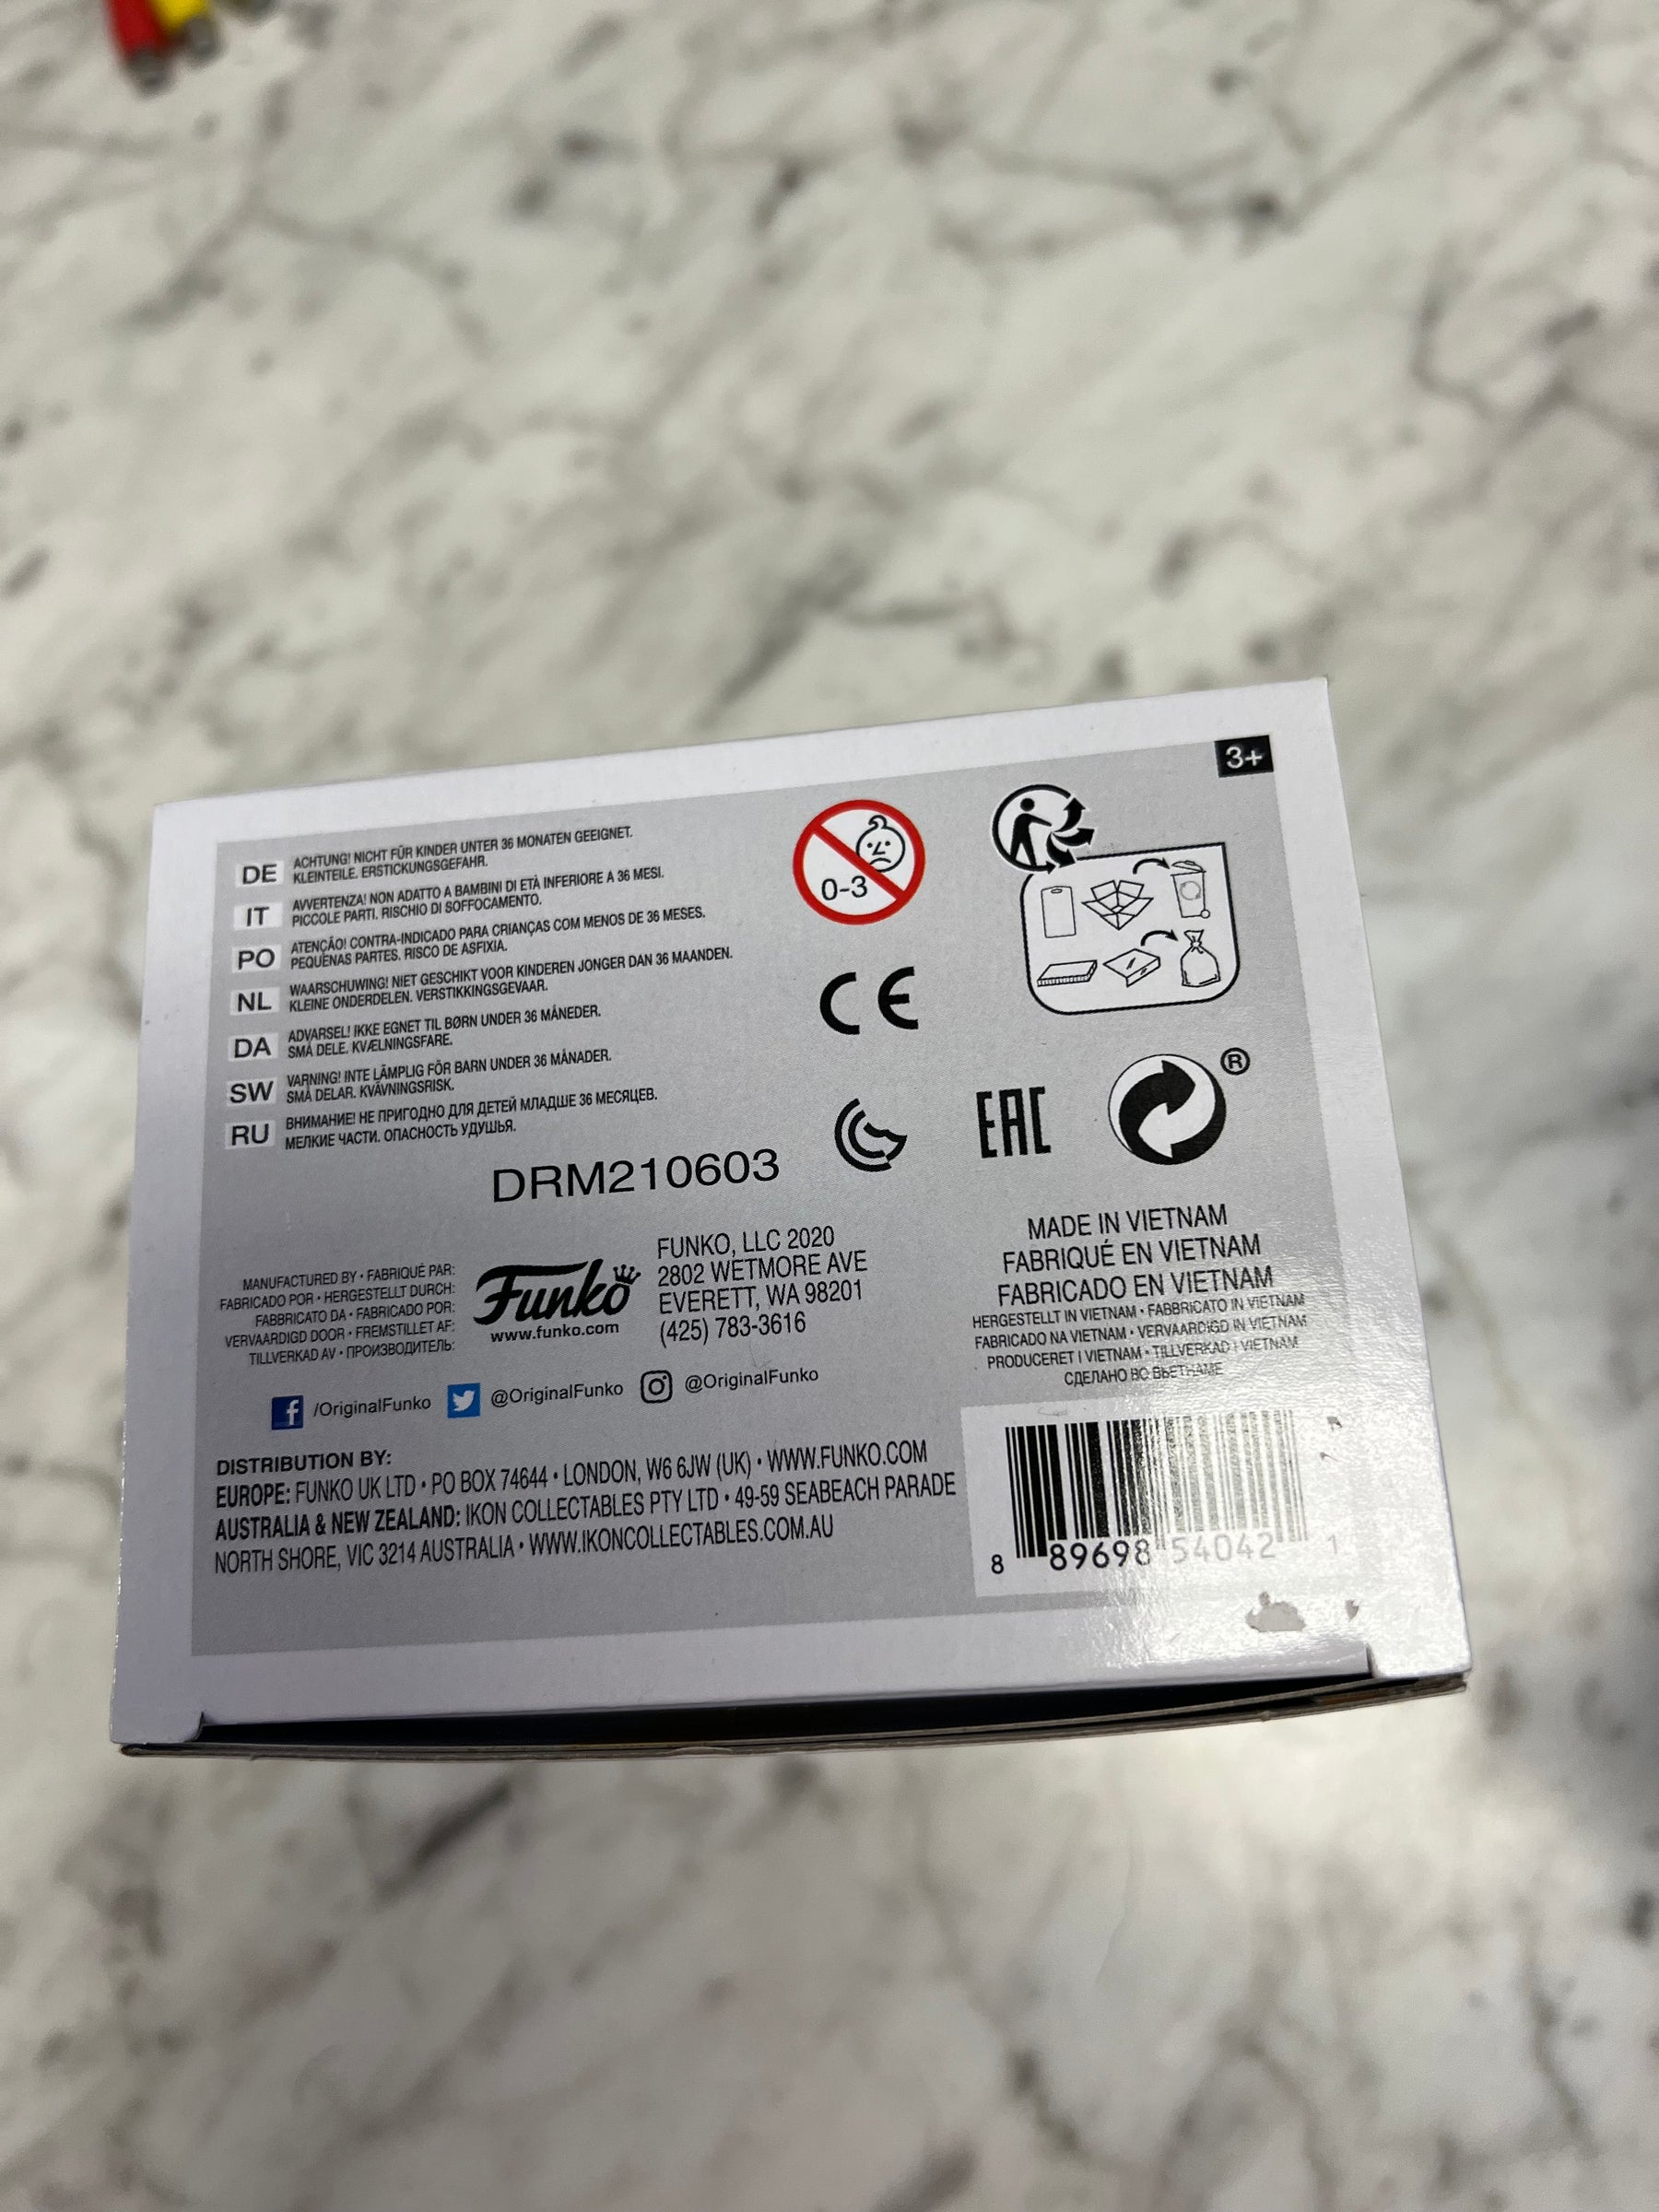 3+
DE ACHTUNG! NICHT FÜR KINDER UNTER 36 MONATEN GEEIGNET.
KLEINTEILE. ERSTICKUNGSGEFAHR.
IT AVVERTENZA! NON ADATTO A BAMBINI DI ETÀ INFERIORE A 36 MESI.
PICCOLE PARTI. RISCHIO DI SOFFOCAMENTO.
PO ATENÇÃO! CONTRA-INDICADO PARA CRIANÇAS COM MENOS DE 36 MESES.
PEQUENAS PARTES. RISCO DE ASFIXIA.
NL WAARSCHUWING! NIET GESCHIKT VOOR KINDEREN JONGER DAN 36 MAANDEN.
KLEINE ONDERDELEN. VERSTIKKINGSGEVAAR.
DA ADVARSEL! IKKE EGNET TIL BØRN UNDER 36 MÅNEDER.
SMÅ DELE. KVÆLNINGSFARE.
SW VARNING! INTE LÄMPLIG FÖR BARN UNDER 36 MÅNADER.
SMÅ DELAR. KVÄVNINGSRISK.
RU ВНИМАНИЕ! НЕ ПРИГОДНО ДЛЯ ДЕТЕЙ МЛАДШЕ 36 МЕСЯЦЕВ.
МЕЛКИЕ ЧАСТИ. ОПАСНОСТЬ УДУШЬЯ.
0-3
CE
EAC
®
DRM210603
MANUFACTURED BY • FABRIQUÉ PAR:
FABRICADO POR • HERGESTELLT DURCH:
FABBRICATO DA • FABRICADO POR:
VERVAARDIGD DOOR • FREMSTILLET AF:
TILLVERKAD AV • ПРОИЗВОДИТЕЛЬ:
Funko
www.funko.com
FUNKO, LLC 2020
2802 WETMORE AVE
EVERETT, WA 98201
(425) 783-3616
MADE IN VIETNAM
FABRIQUÉ EN VIETNAM
FABRICADO EN VIETNAM
HERGESTELLT IN VIETNAM • FABBRICATO IN VIETNAM
FABRICADO NA VIETNAM • VERVAARDIGD IN VIETNAM
PRODUCERET I VIETNAM • TILLVERKAD I VIETNAM
СДЕЛАНО ВО ВЬЕТНАМЕ
/OriginalFunko @OriginalFunko @OriginalFunko
DISTRIBUTION BY:
EUROPE: FUNKO UK LTD • PO BOX 74644 • LONDON, W6 6JW (UK) • WWW.FUNKO.COM
AUSTRALIA & NEW ZEALAND: IKON COLLECTABLES PTY LTD • 49-59 SEABEACH PARADE
NORTH SHORE, VIC 3214 AUSTRALIA • WWW.IKONCOLLECTABLES.COM.AU
8 89698 54042 1